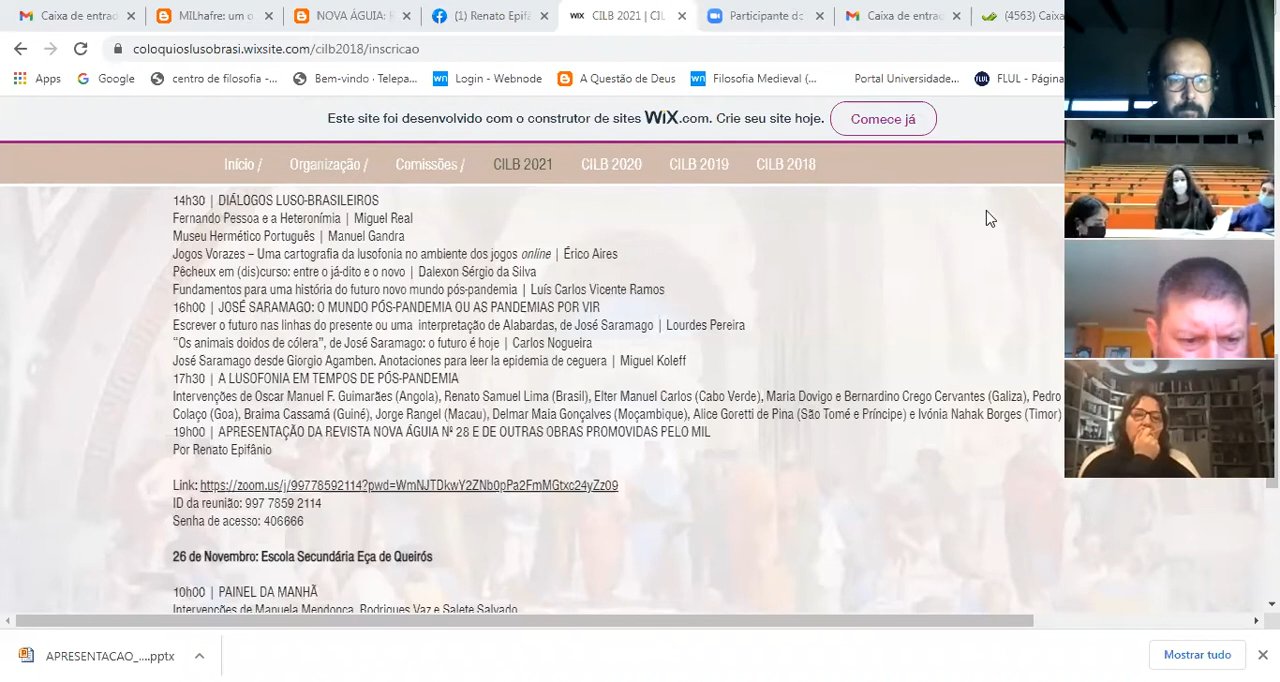 Caixa de entrad
MILhafre: um o
NOVA ÁGUIA:
(1) Renato Epifâ
WiX CILB 2021 | CIL
Participante do
Caixa de entrad
(4563) Caixa
coloquioslusobrasi.wixsite.com/cilb2018/inscricao
Apps
Google
centro de filosofia -...
Bem-vindo · Telepa...
wn Login - Webnode
A Questão de Deus
wn Filosofia Medieval (...
Portal Universidade...
FLUL - Página
Este site foi desenvolvido com o construtor de sites WiX.com. Crie seu site hoje.
Comece já
Início /
Organização /
Comissões /
CILB 2021
CILB 2020
CILB 2019
CILB 2018
14h30 | DIÁLOGOS LUSO-BRASILEIROS
Fernando Pessoa e a Heteronímia | Miguel Real
Museu Hermético Português | Manuel Gandra
Jogos Vorazes – Uma cartografia da lusofonia no ambiente dos jogos online | Érico Aires
Pêcheux em (dis)curso: entre o já-dito e o novo | Dalexon Sérgio da Silva
Fundamentos para uma história do futuro novo mundo pós-pandemia | Luís Carlos Vicente Ramos
16h00 | JOSÉ SARAMAGO: O MUNDO PÓS-PANDEMIA OU AS PANDEMIAS POR VIR
Escrever o futuro nas linhas do presente ou uma interpretação de Alabardas, de José Saramago | Lourdes Pereira
“Os animais doidos de cólera”, de José Saramago: o futuro é hoje | Carlos Nogueira
José Saramago desde Giorgio Agamben. Anotaciones para leer la epidemia de ceguera | Miguel Koleff
17h30 | A LUSOFONIA EM TEMPOS DE PÓS-PANDEMIA
Intervenções de Oscar Manuel F. Guimarães (Angola), Renato Samuel Lima (Brasil), Elter Manuel Carlos (Cabo Verde), Maria Dovigo e Bernardino Crego Cervantes (Galiza), Pedro
Colaço (Goa), Braima Cassamá (Guiné), Jorge Rangel (Macau), Delmar Maia Gonçalves (Moçambique), Alice Goretti de Pina (São Tomé e Príncipe) e Ivónia Nahak Borges (Timor)
19h00 | APRESENTAÇÃO DA REVISTA NOVA ÁGUIA Nº 28 E DE OUTRAS OBRAS PROMOVIDAS PELO MIL
Por Renato Epifânio
Link: https://zoom.us/j/99778592114?pwd=WmNJTDkwY2ZNb0pPa2FmMGtxc24yZz09
ID da reunião: 997 7859 2114
Senha de acesso: 406666
26 de Novembro: Escola Secundária Eça de Queirós
10h00 | PAINEL DA MANHÃ
Intervenções de Manuela Mendonça, Rodrigues Vaz e Salete Salvado
APRESENTACAO_....pptx
Mostrar tudo